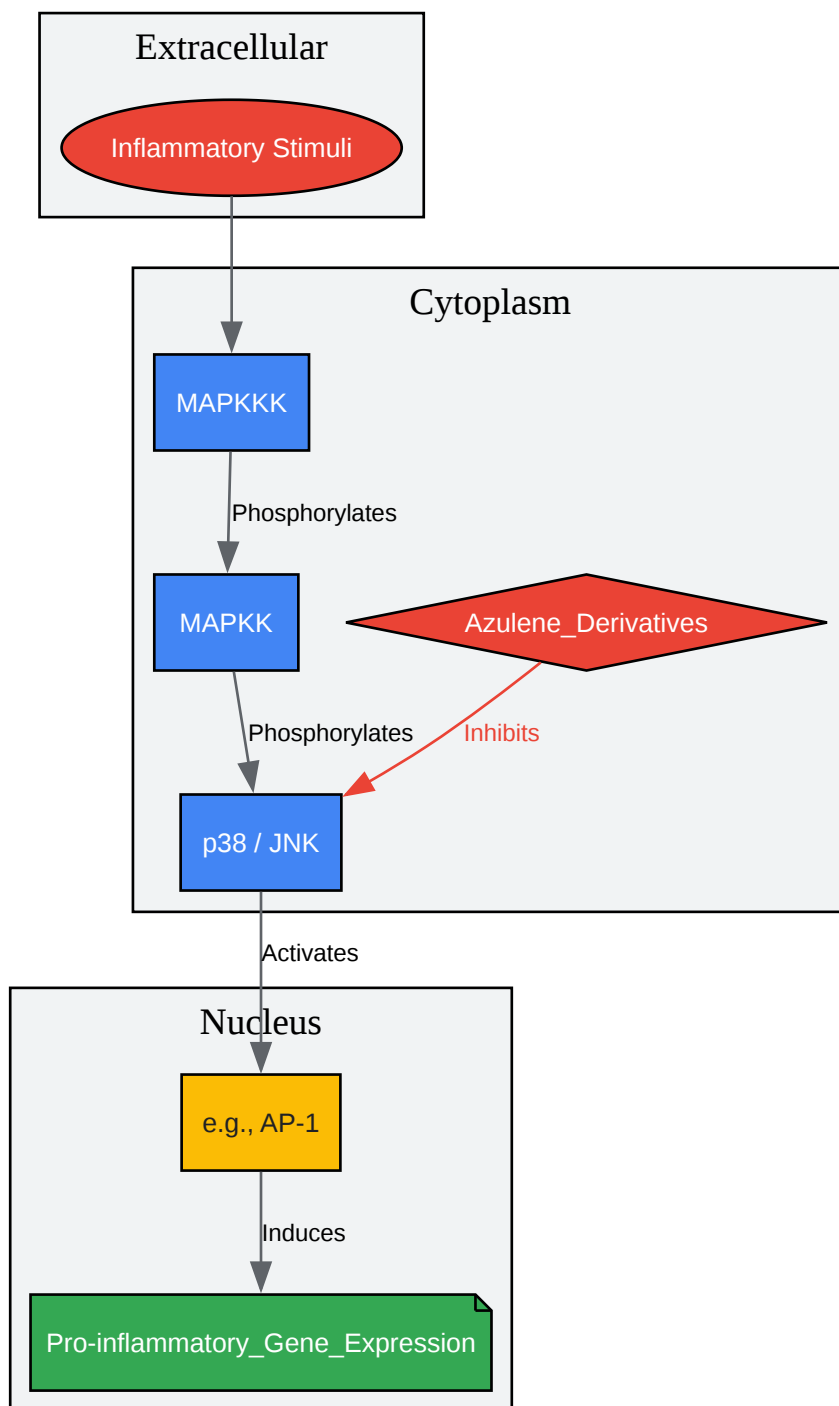 Extracellular
Inflammatory Stimuli
Cytoplasm
MAPKKK
Phosphorylates
MAPKK
Azulene_Derivatives
Phosphorylates
Inhibits
p38 / JNK
Activates
Nucleus
e.g., AP-1
Induces
Pro-inflammatory_Gene_Expression